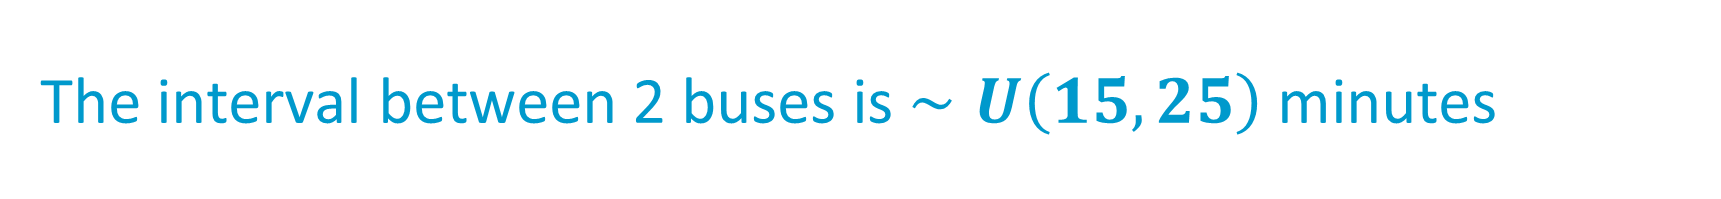 The interval between 2 buses is ~ U(15, 25) minutes